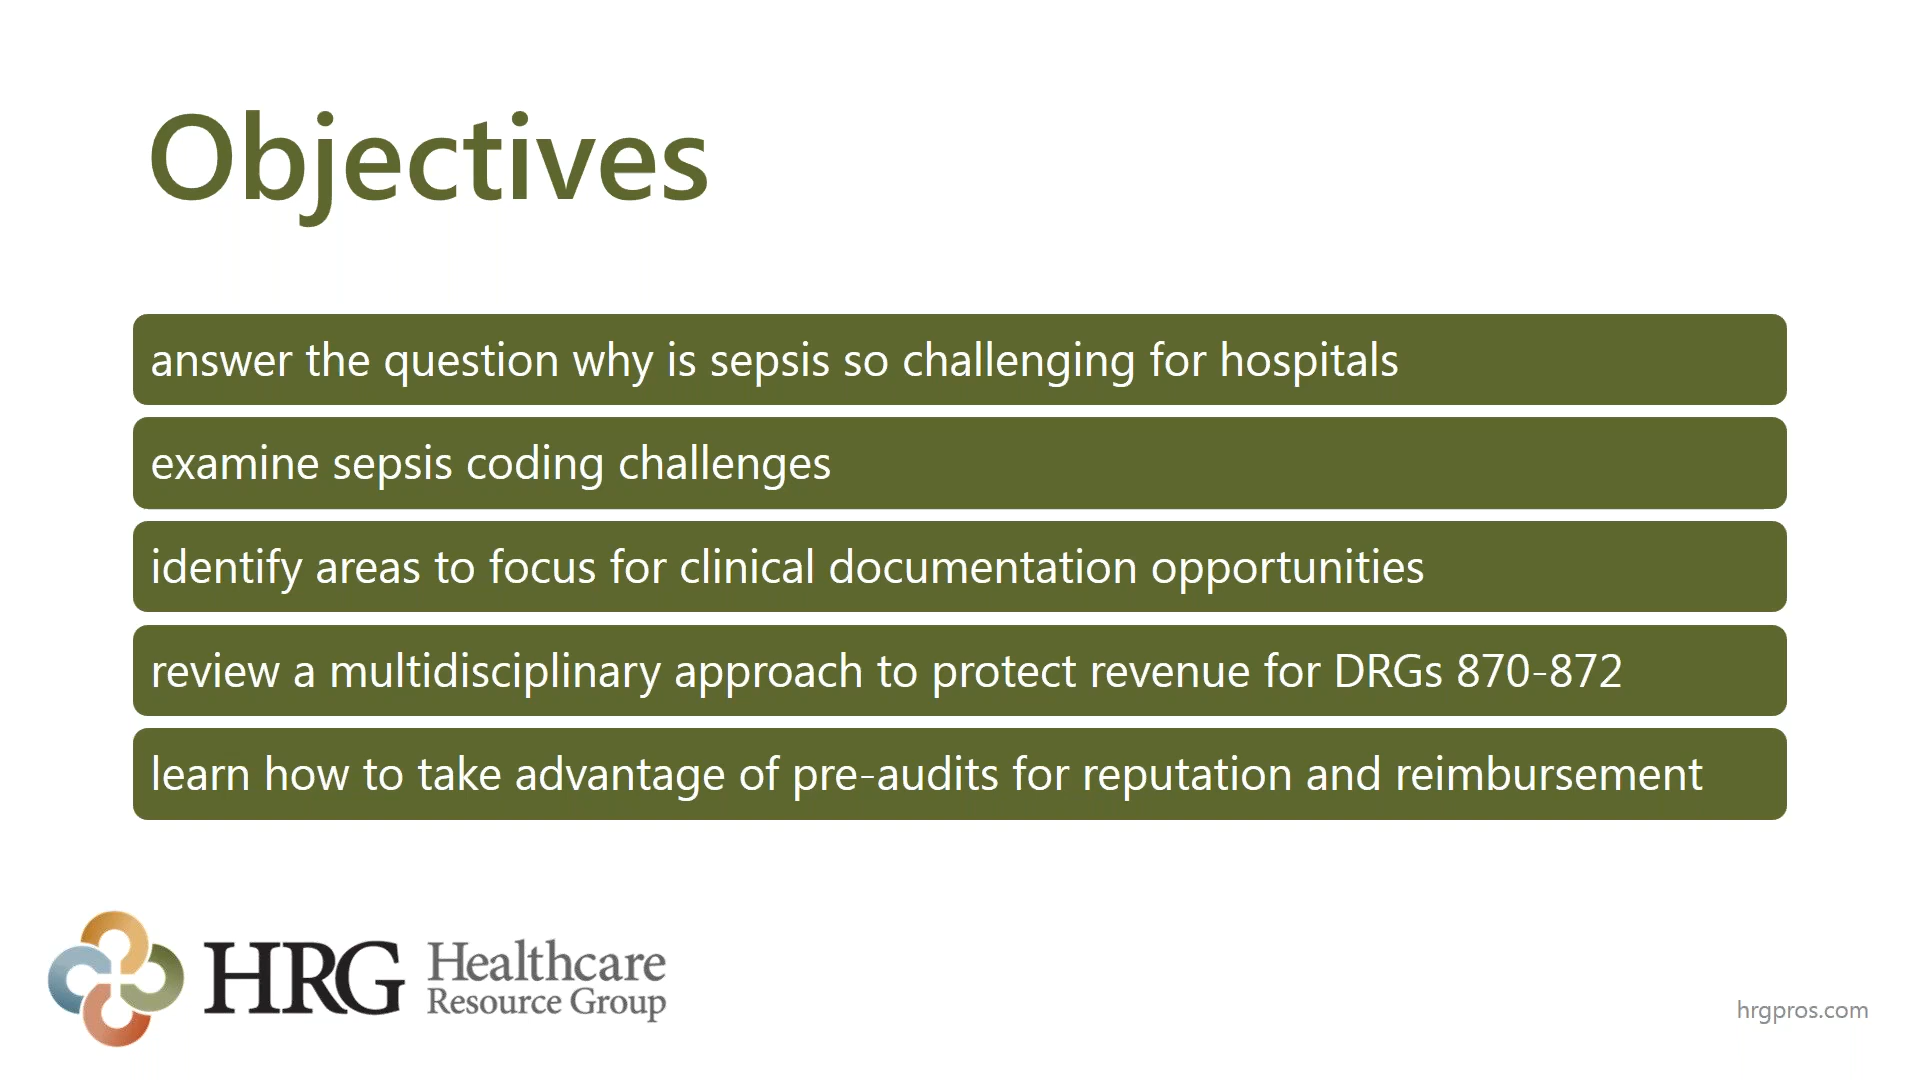 Objectives
answer the question why is sepsis so challenging for hospitals
examine sepsis coding challenges
identify areas to focus for clinical documentation opportunities
review a multidisciplinary approach to protect revenue for DRGs 870-872
learn how to take advantage of pre-audits for reputation and reimbursement
HRG
Healthcare
Resource Group
hrgpros.com